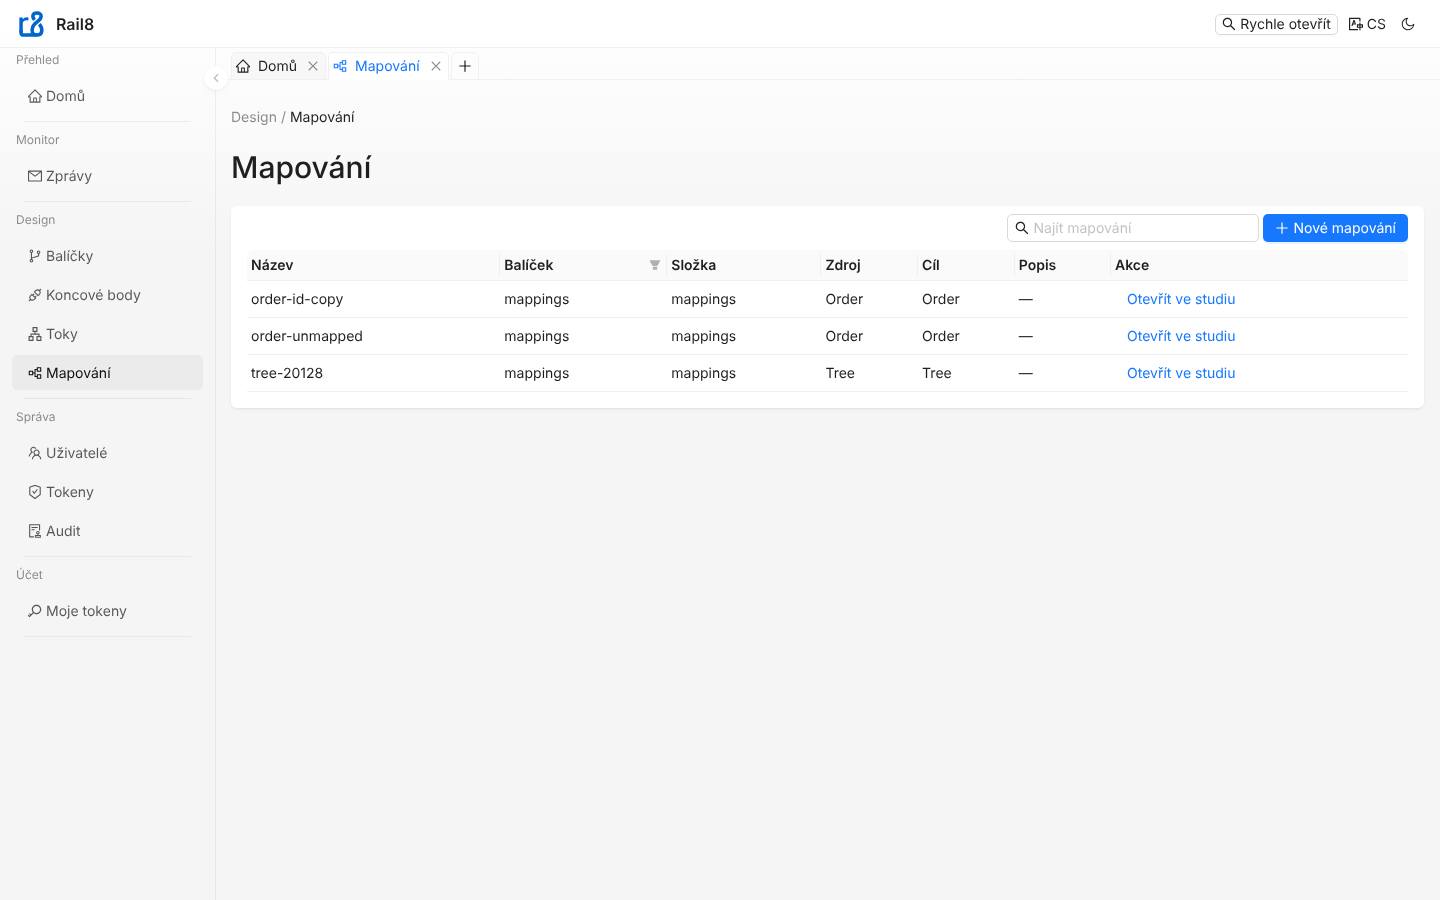 Rail8
Rychle otevřít
CS
Přehled
Domů
Monitor
Zprávy
Design
Balíčky
Koncové body
Toky
Mapování
Správa
Uživatelé
Tokeny
Audit
Účet
Moje tokeny
Domů
Mapování
Design / Mapování
Mapování
Najít mapování
Nové mapování
Název Balíček Složka Zdroj Cíl Popis Akce
order-id-copy mappings mappings Order Order — Otevřít ve studiu
order-unmapped mappings mappings Order Order — Otevřít ve studiu
tree-20128 mappings mappings Tree Tree — Otevřít ve studiu